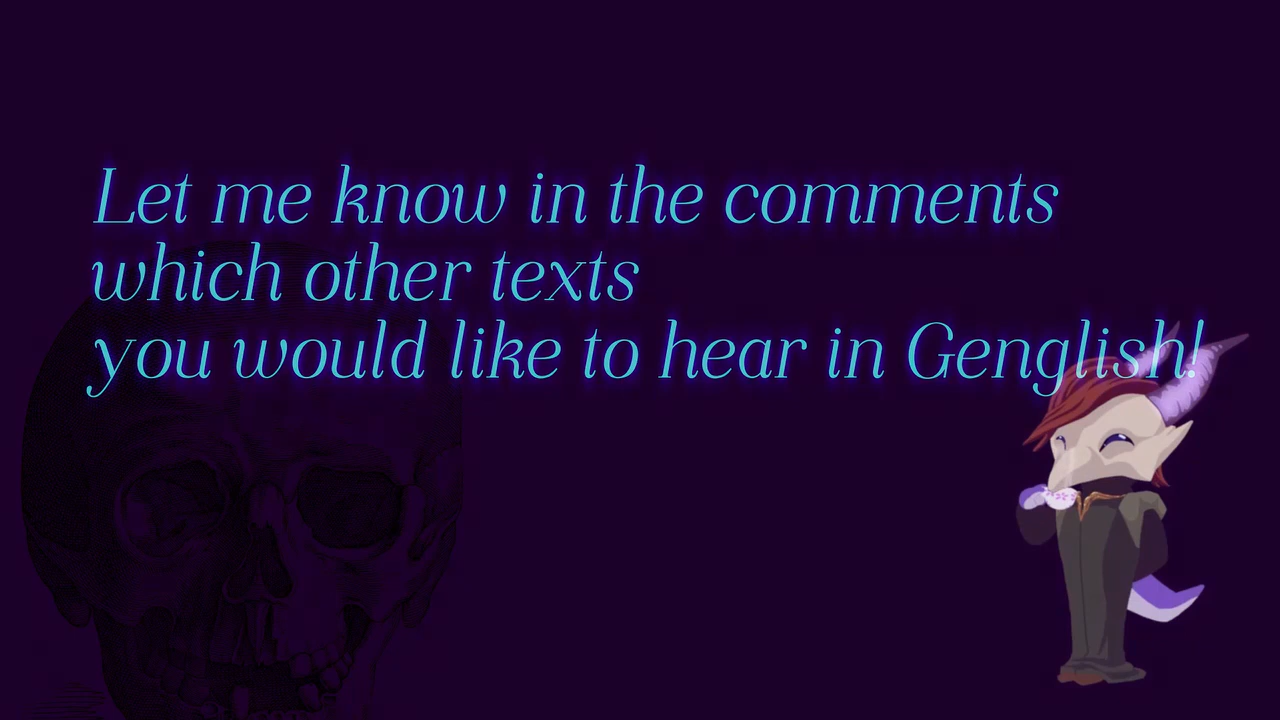 Let me know in the comments
which other texts
you would like to hear in Genglish!